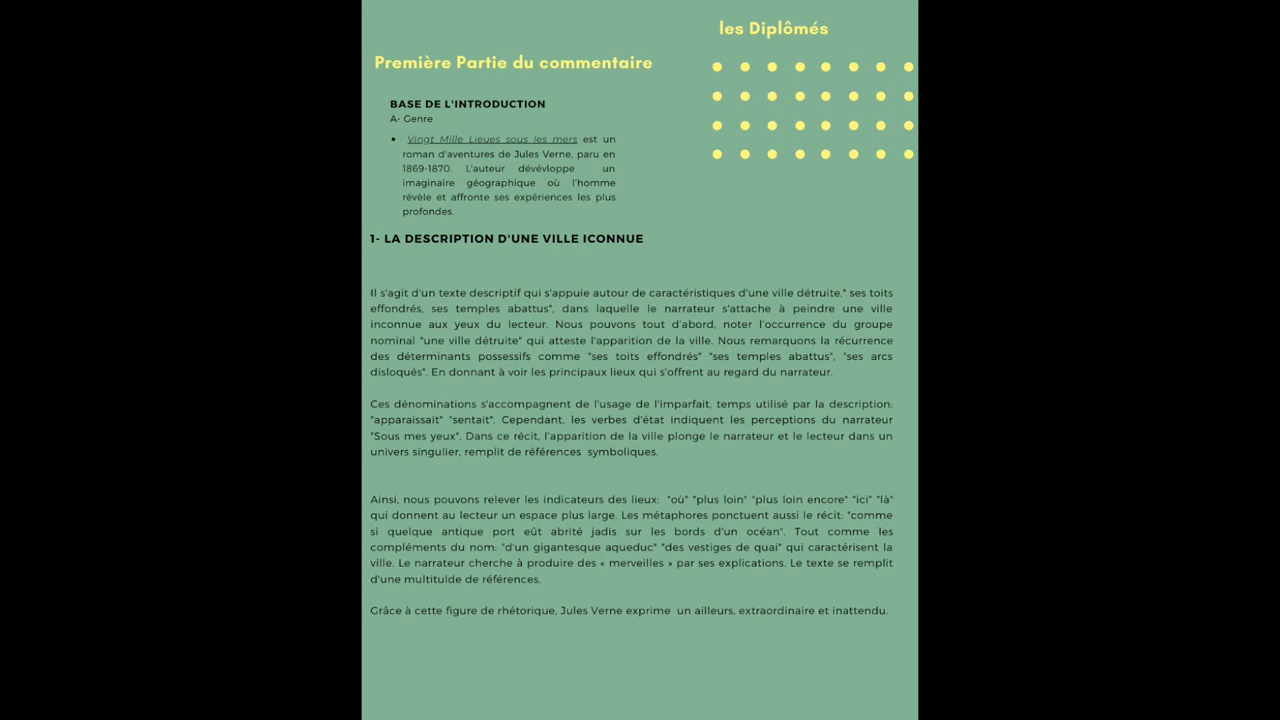 les Diplômés
Première Partie du commentaire
BASE DE L'INTRODUCTION
A- Genre
• Vingt Mille Lieues sous les mers est un
roman d'aventures de Jules Verne, paru en
1869-1870. L'auteur dévévloppe un
imaginaire géographique où l'homme
révèle et affronte ses expériences les plus
profondes.
1- LA DESCRIPTION D'UNE VILLE ICONNUE
Il s'agit d'un texte descriptif qui s'appuie autour de caractéristiques d'une ville détruite," ses toits
effondrés, ses temples abattus", dans laquelle le narrateur s'attache à peindre une ville
inconnue aux yeux du lecteur. Nous pouvons tout d'abord, noter l'occurrence du groupe
nominal "une ville détruite" qui atteste l'apparition de la ville. Nous remarquons la récurrence
des déterminants possessifs comme "ses toits effondrés" "ses temples abattus", "ses arcs
disloqués". En donnant à voir les principaux lieux qui s'offrent au regard du narrateur.
Ces dénominations s'accompagnent de l'usage de l'imparfait, temps utilisé par la description:
"apparaissait" "sentait". Cependant, les verbes d'état indiquent les perceptions du narrateur
"Sous mes yeux". Dans ce récit, l'apparition de la ville plonge le narrateur et le lecteur dans un
univers singulier, remplit de références symboliques.
Ainsi, nous pouvons relever les indicateurs des lieux: "où" "plus loin" "plus loin encore" "ici" "là"
qui donnent au lecteur un espace plus large. Les métaphores ponctuent aussi le récit: "comme
si quelque antique port eût abrité jadis sur les bords d'un océan". Tout comme les
compléments du nom: "d'un gigantesque aqueduc" "des vestiges de quai" qui caractérisent la
ville. Le narrateur cherche à produire des « merveilles » par ses explications. Le texte se remplit
d'une multitulde de références.
Grâce à cette figure de rhétorique, Jules Verne exprime un ailleurs, extraordinaire et inattendu.